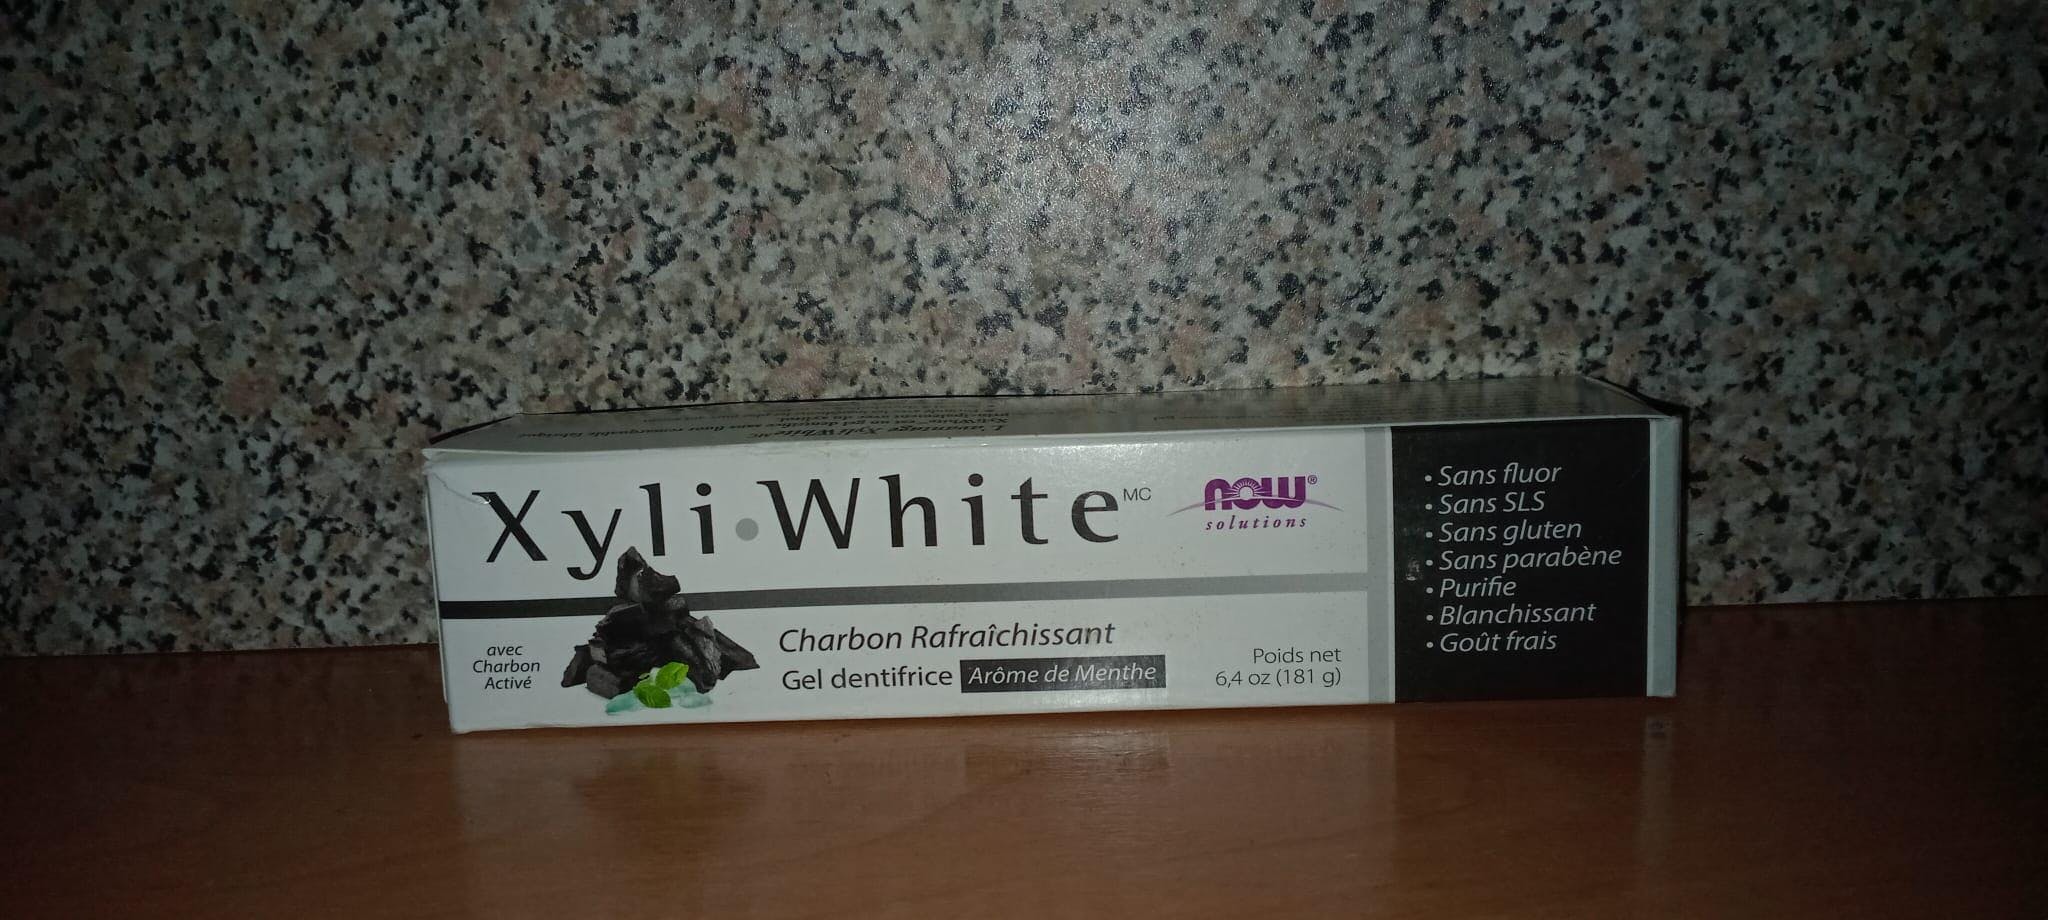 Xyli•White MC
now®
solutions
avec
Charbon
Activé
Charbon Rafraîchissant
Gel dentifrice Arôme de Menthe
Poids net
6,4 oz (181 g)
• Sans fluor
• Sans SLS
• Sans gluten
• Sans parabène
• Purifie
• Blanchissant
• Goût frais